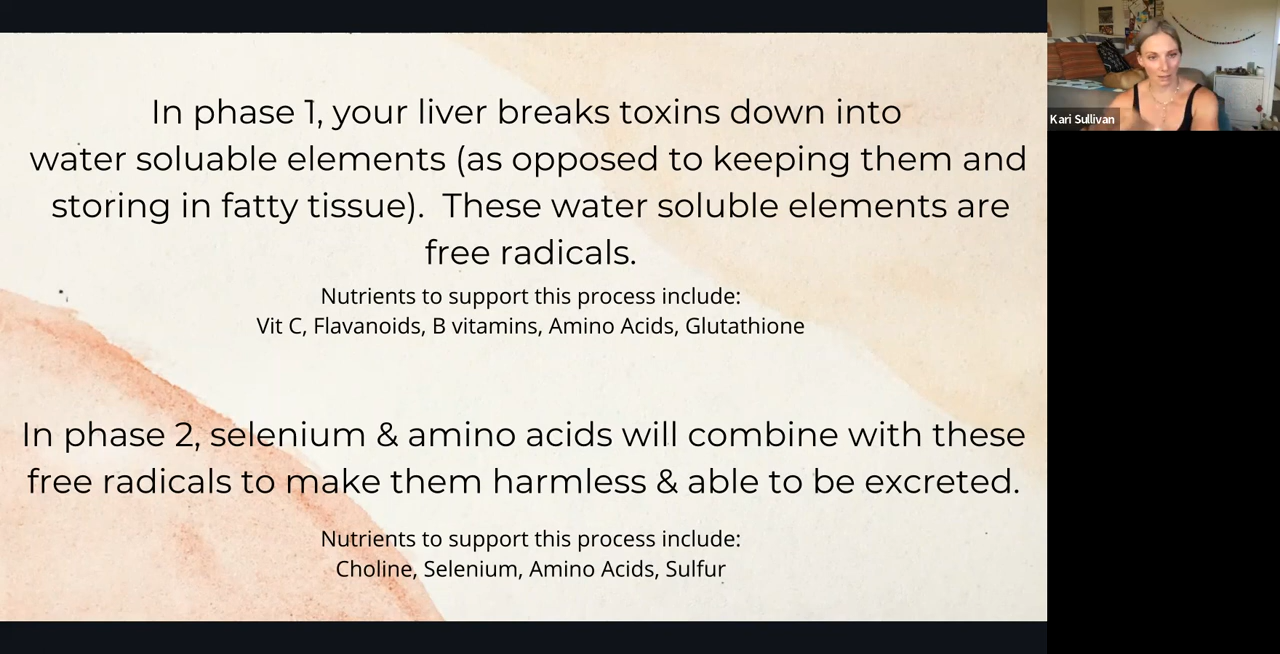 In phase 1, your liver breaks toxins down into
water soluable elements (as opposed to keeping them and
storing in fatty tissue).  These water soluble elements are
free radicals.
Nutrients to support this process include:
Vit C, Flavanoids, B vitamins, Amino Acids, Glutathione
In phase 2, selenium & amino acids will combine with these
free radicals to make them harmless & able to be excreted.
Nutrients to support this process include:
Choline, Selenium, Amino Acids, Sulfur
Kari Sullivan